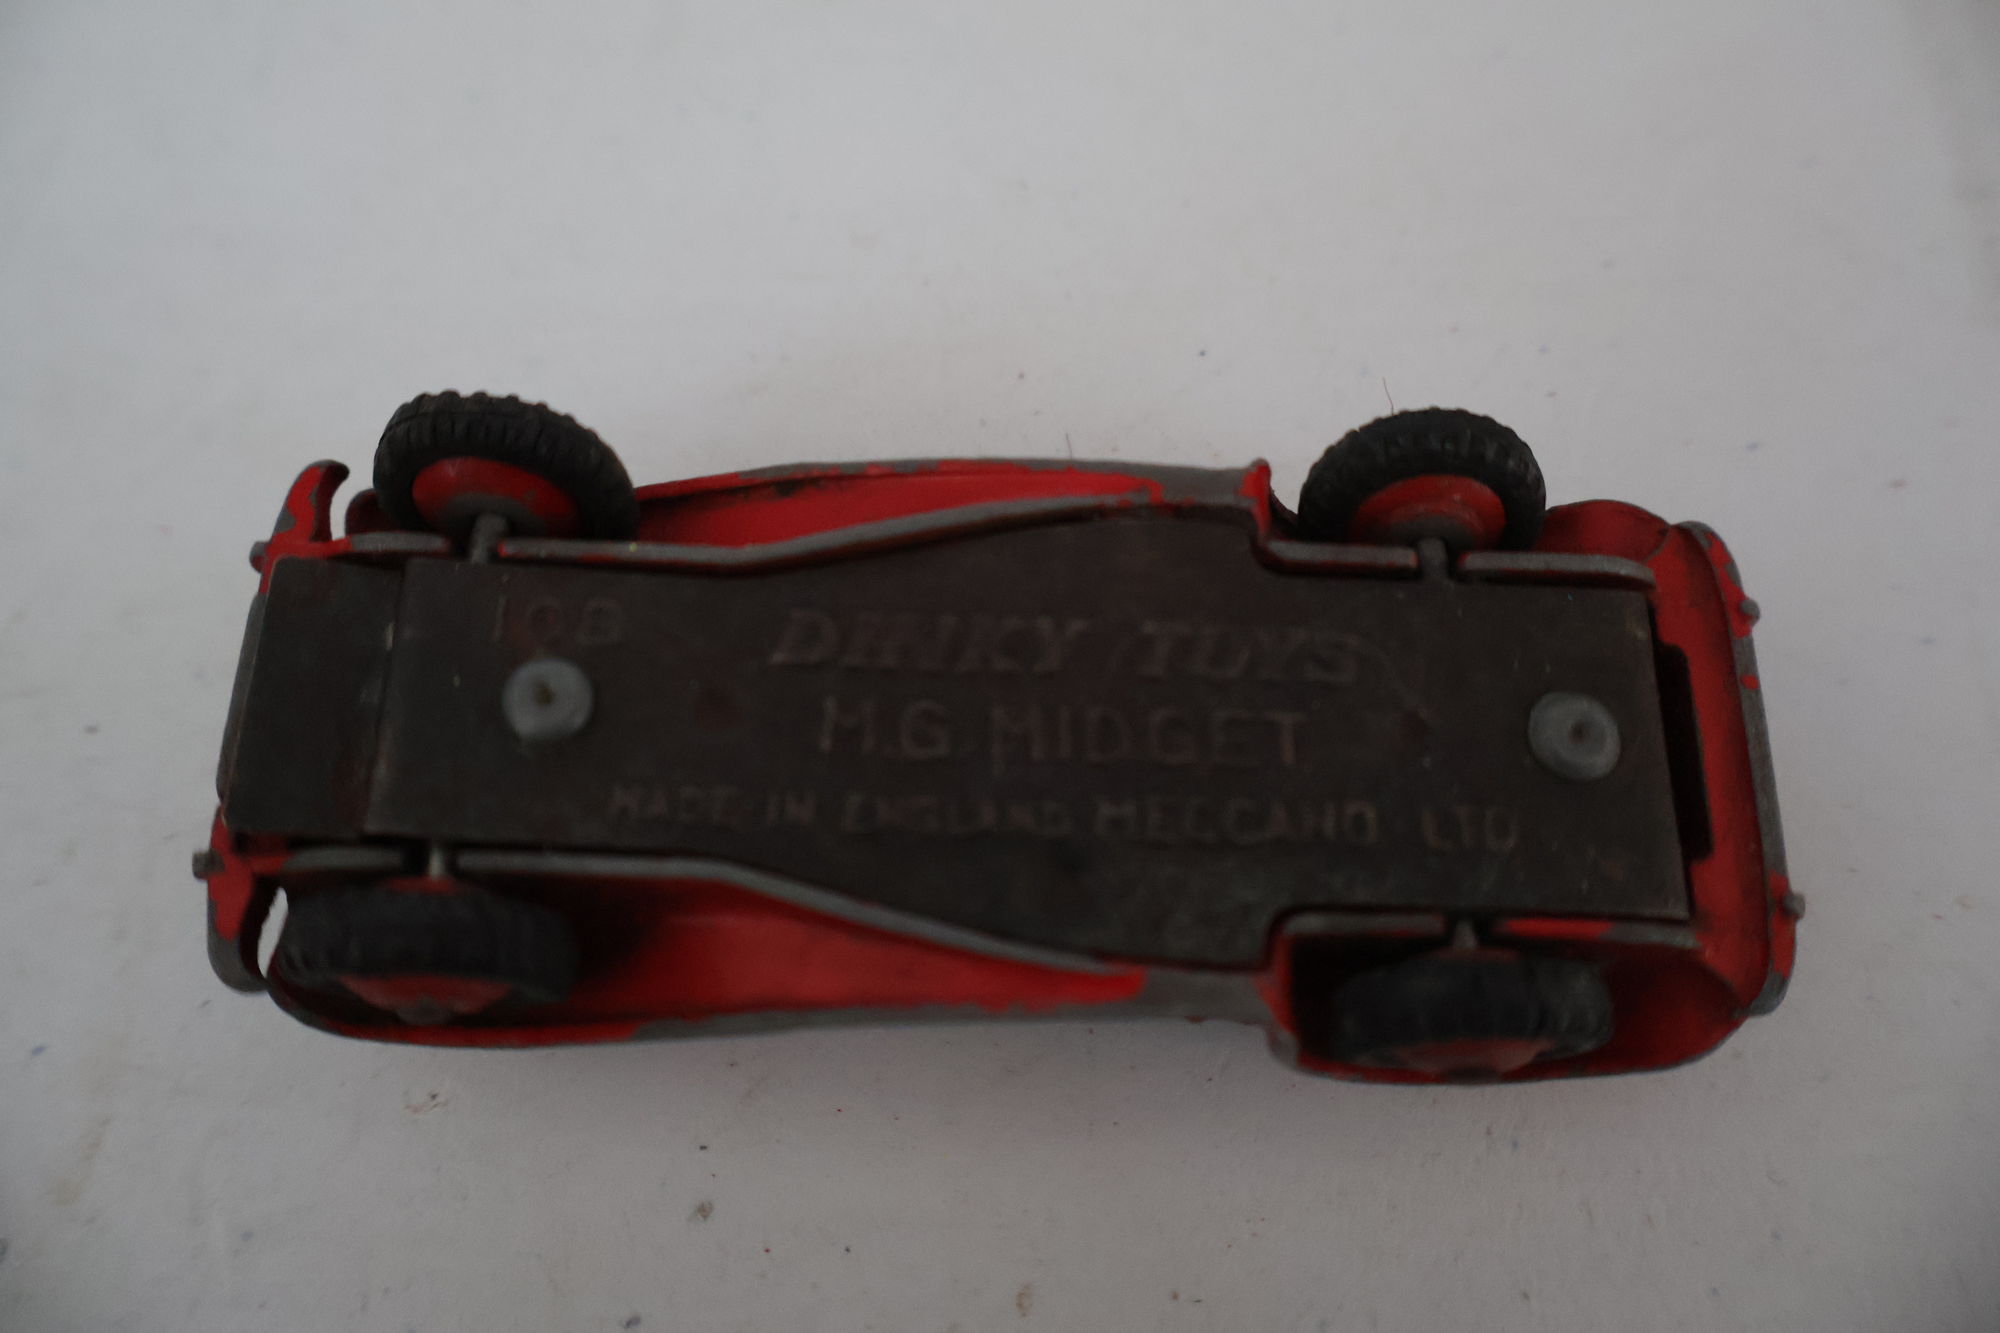 108
DINKY TOYS
M.G. MIDGET
MADE IN ENGLAND MECCANO LTD